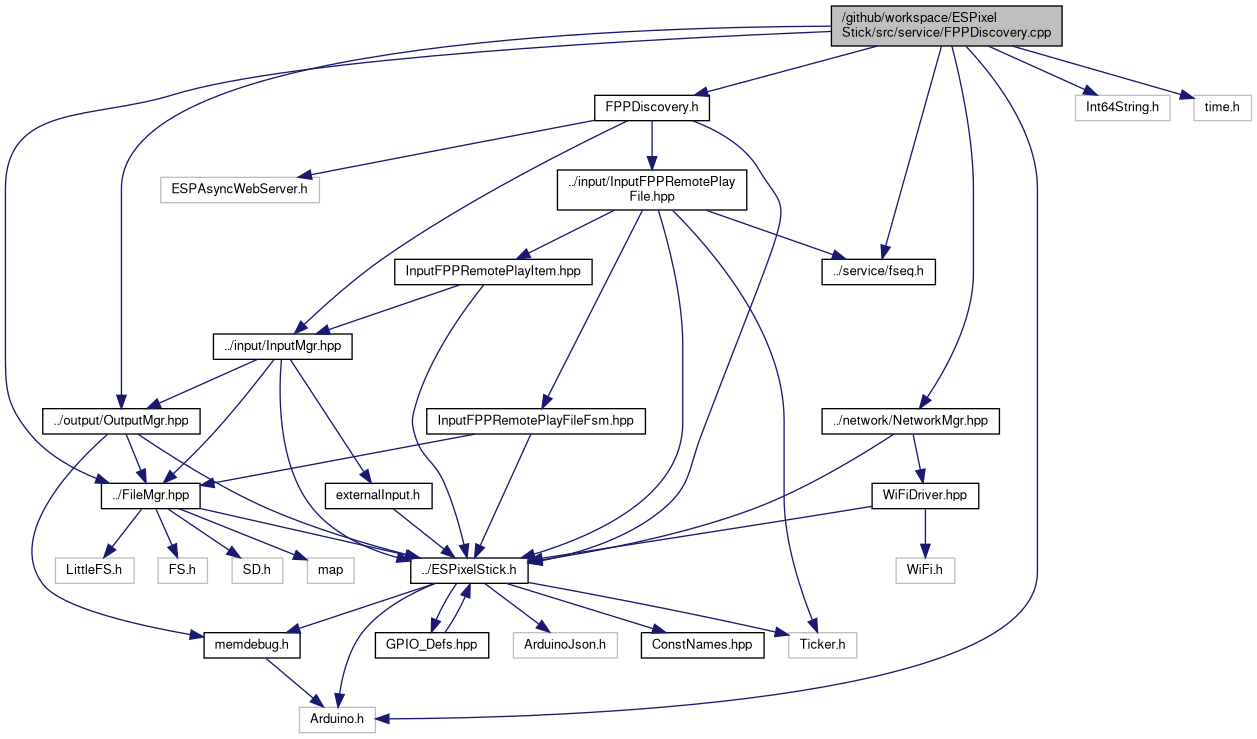 /github/workspace/ESPixel
Stick/src/service/FPPDiscovery.cpp
FPPDiscovery.h
Int64String.h
time.h
ESPAsyncWebServer.h
../input/InputFPPRemotePlay
File.hpp
InputFPPRemotePlayItem.hpp
../service/fseq.h
../input/InputMgr.hpp
../output/OutputMgr.hpp
InputFPPRemotePlayFileFsm.hpp
../network/NetworkMgr.hpp
../FileMgr.hpp
externalInput.h
WiFiDriver.hpp
LittleFS.h
FS.h
SD.h
map
../ESPixelStick.h
WiFi.h
memdebug.h
GPIO_Defs.hpp
ArduinoJson.h
ConstNames.hpp
Ticker.h
Arduino.h